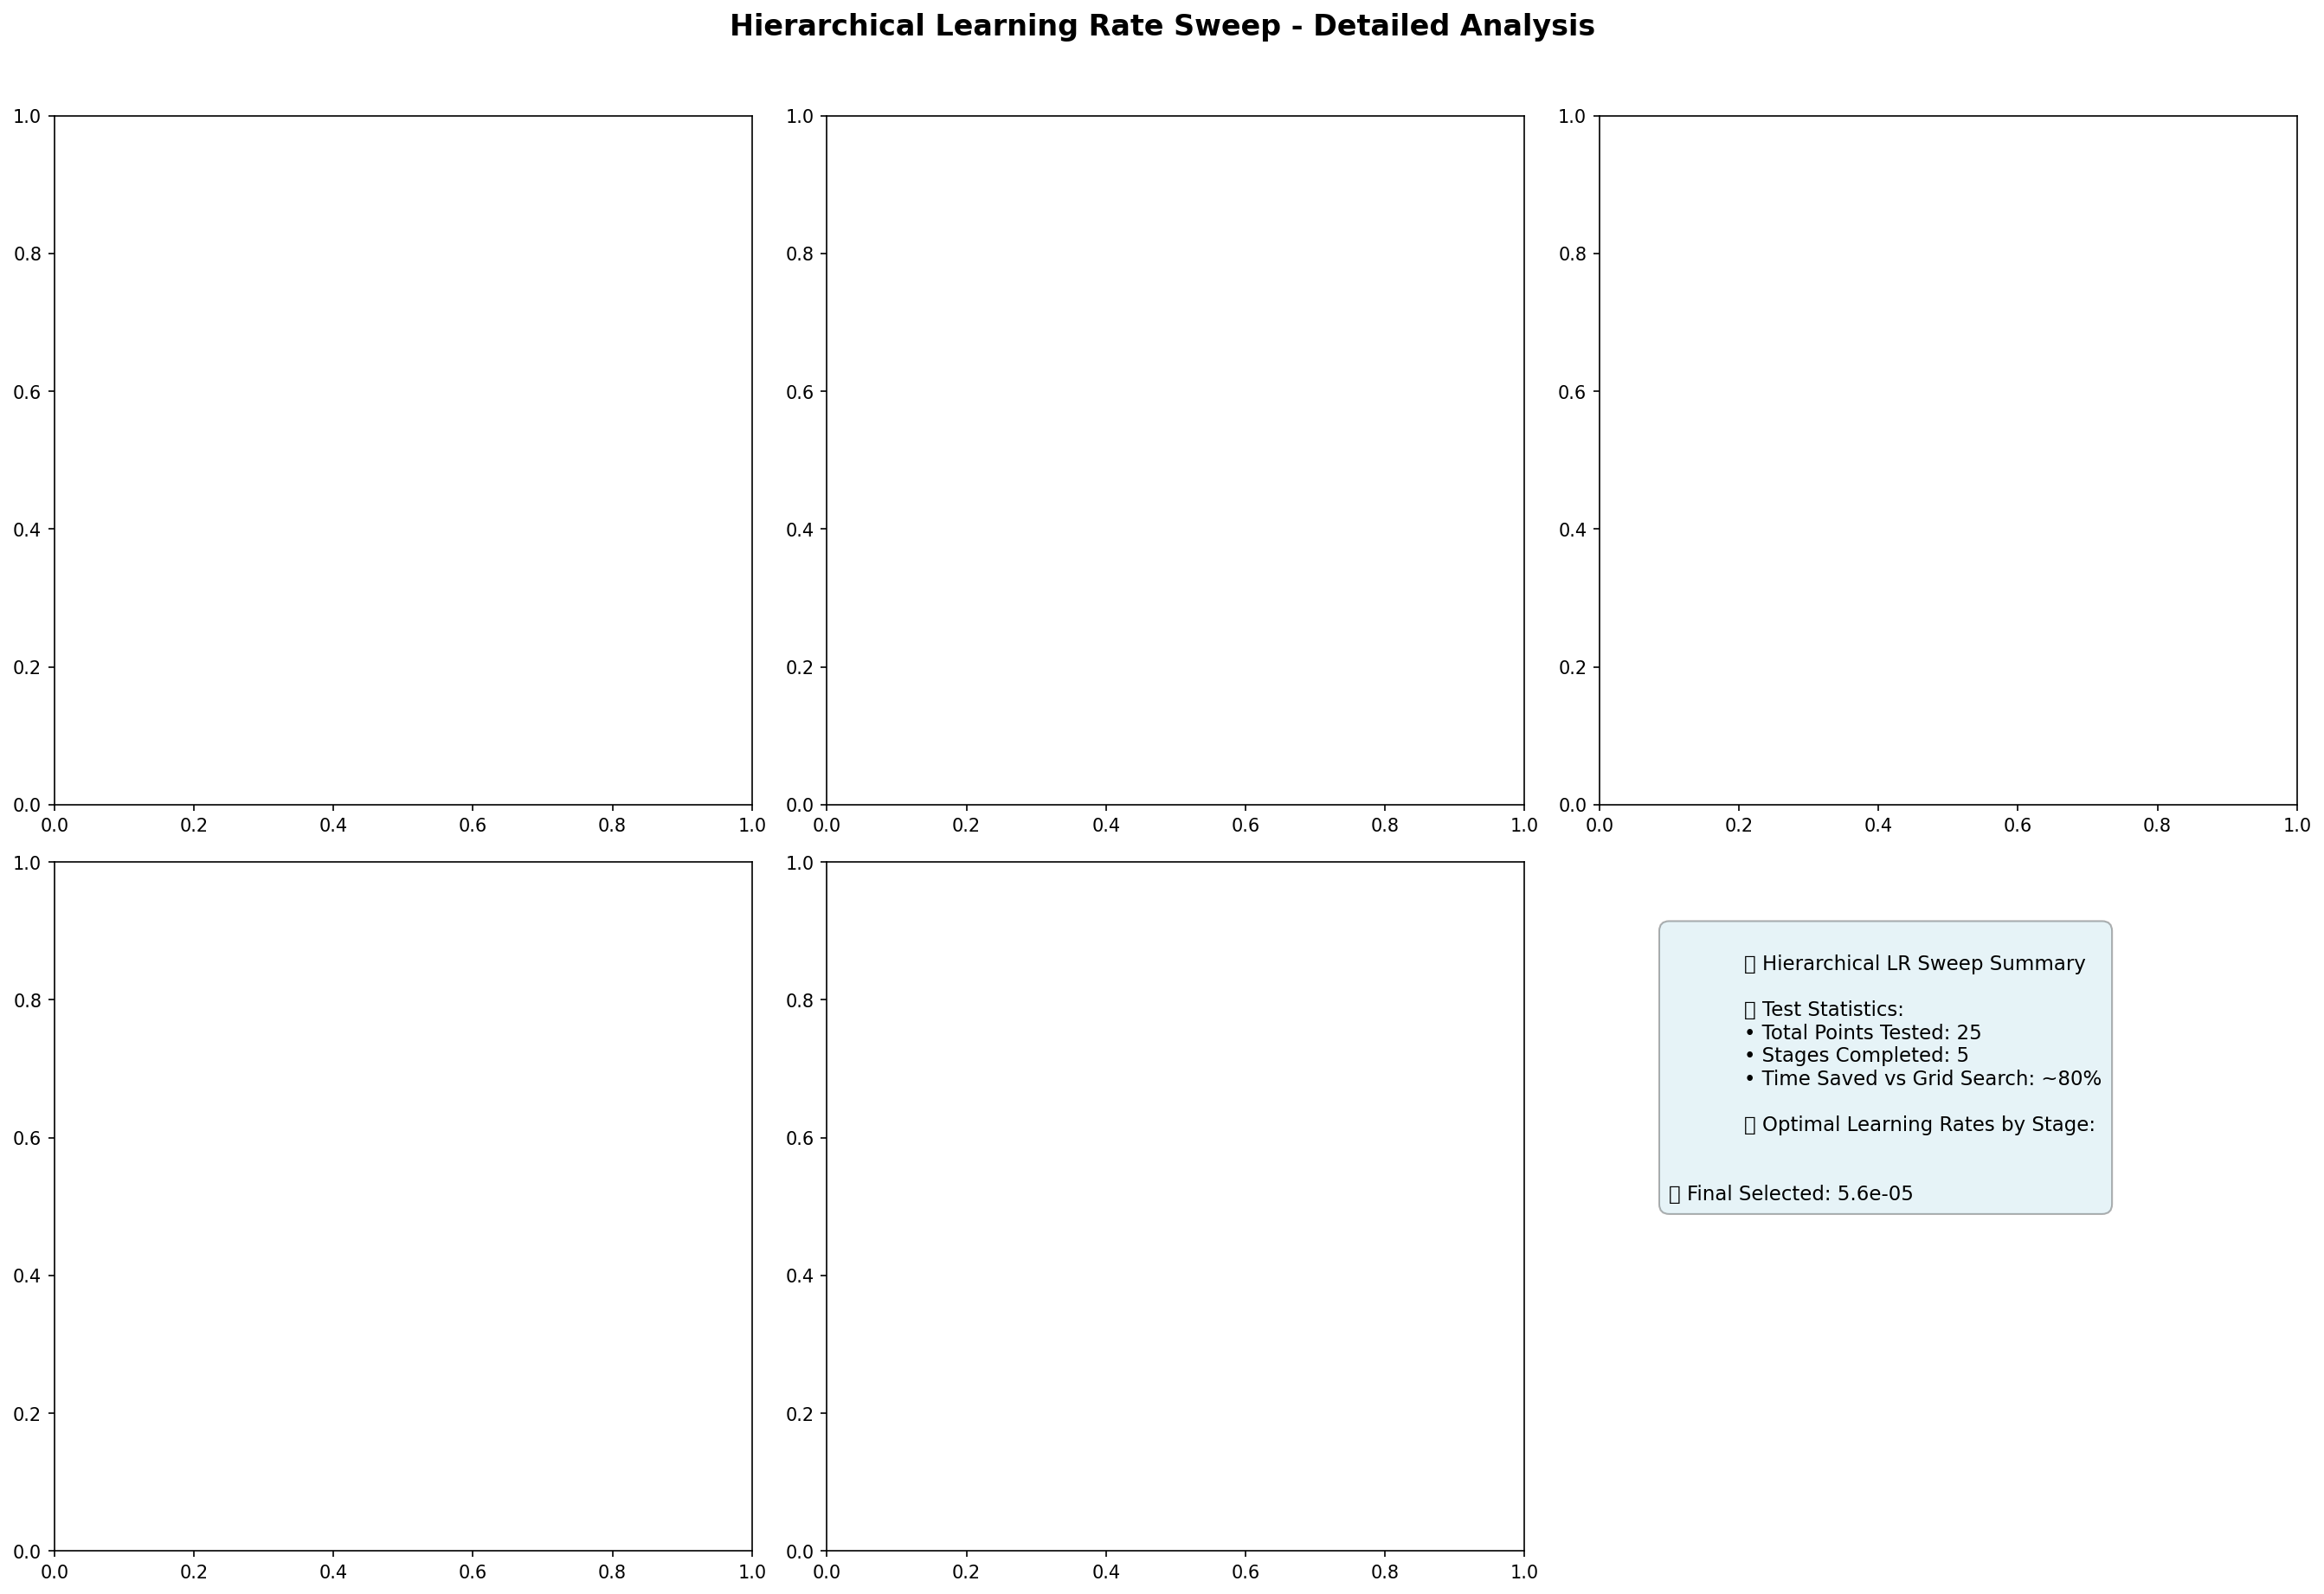 Hierarchical Learning Rate Sweep - Detailed Analysis
1.0
0.8
0.6
0.4
0.2
0.0
0.0 0.2 0.4 0.6 0.8 1.0
1.0
0.8
0.6
0.4
0.2
0.0
0.0 0.2 0.4 0.6 0.8 1.0
1.0
0.8
0.6
0.4
0.2
0.0
0.0 0.2 0.4 0.6 0.8 1.0
1.0
0.8
0.6
0.4
0.2
0.0
0.0 0.2 0.4 0.6 0.8 1.0
1.0
0.8
0.6
0.4
0.2
0.0
0.0 0.2 0.4 0.6 0.8 1.0
Hierarchical LR Sweep Summary
Test Statistics:
• Total Points Tested: 25
• Stages Completed: 5
• Time Saved vs Grid Search: ~80%
Optimal Learning Rates by Stage:
Final Selected: 5.6e-05